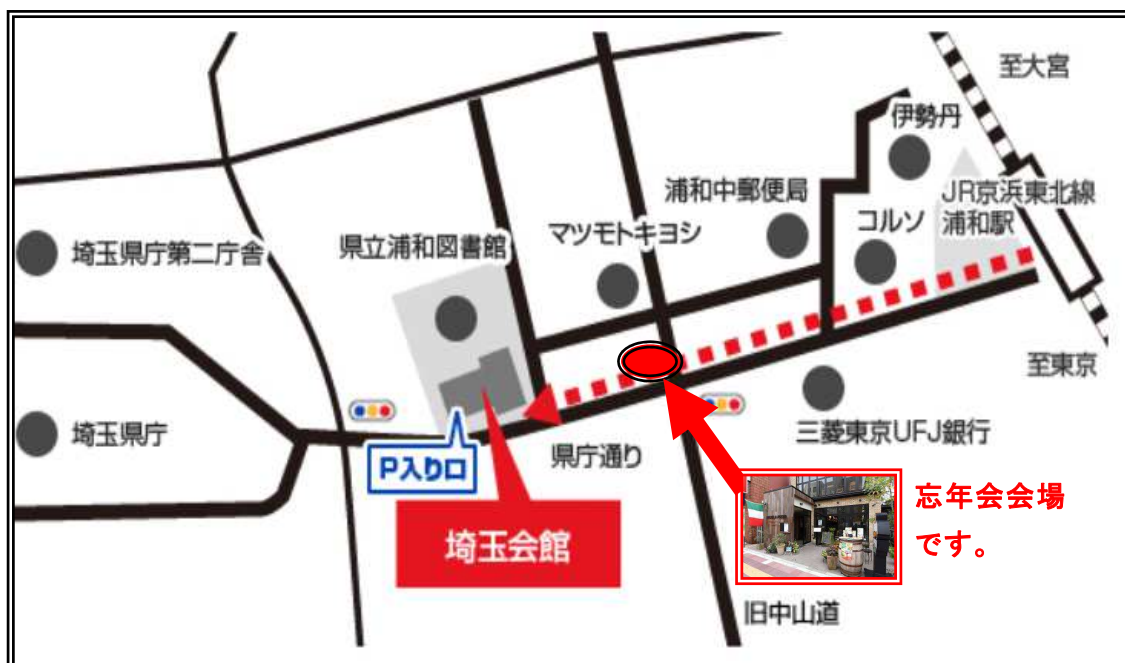 至大宮
伊勢丹
JR京浜東北線
浦和駅
浦和中郵便局
コルソ
マツモトキヨシ
県立浦和図書館
埼玉県庁第二庁舎
至東京
埼玉県庁
三菱東京UFJ銀行
県庁通り
P入り口
埼玉会館
忘年会会場
です。
旧中山道